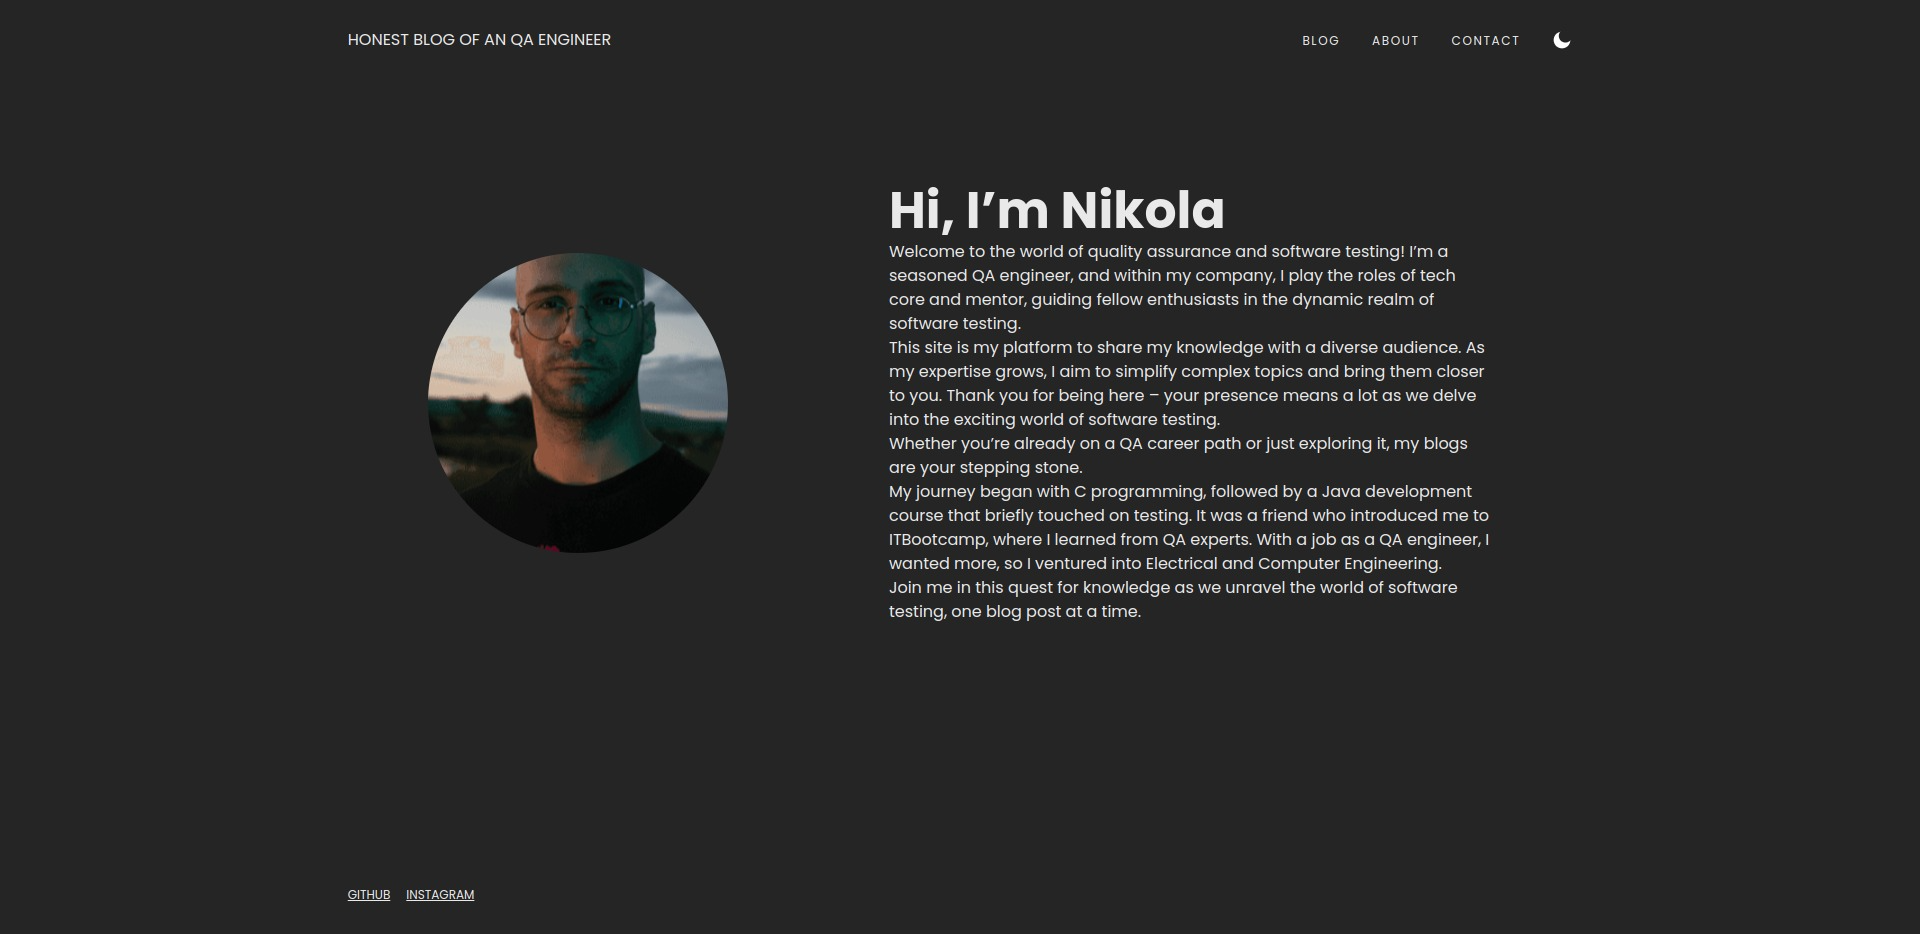 HONEST BLOG OF AN QA ENGINEER
BLOG
ABOUT
CONTACT
Hi, I’m Nikola
Welcome to the world of quality assurance and software testing! I’m a
seasoned QA engineer, and within my company, I play the roles of tech
core and mentor, guiding fellow enthusiasts in the dynamic realm of
software testing.
This site is my platform to share my knowledge with a diverse audience. As
my expertise grows, I aim to simplify complex topics and bring them closer
to you. Thank you for being here – your presence means a lot as we delve
into the exciting world of software testing.
Whether you’re already on a QA career path or just exploring it, my blogs
are your stepping stone.
My journey began with C programming, followed by a Java development
course that briefly touched on testing. It was a friend who introduced me to
ITBootcamp, where I learned from QA experts. With a job as a QA engineer, I
wanted more, so I ventured into Electrical and Computer Engineering.
Join me in this quest for knowledge as we unravel the world of software
testing, one blog post at a time.
GITHUB
INSTAGRAM